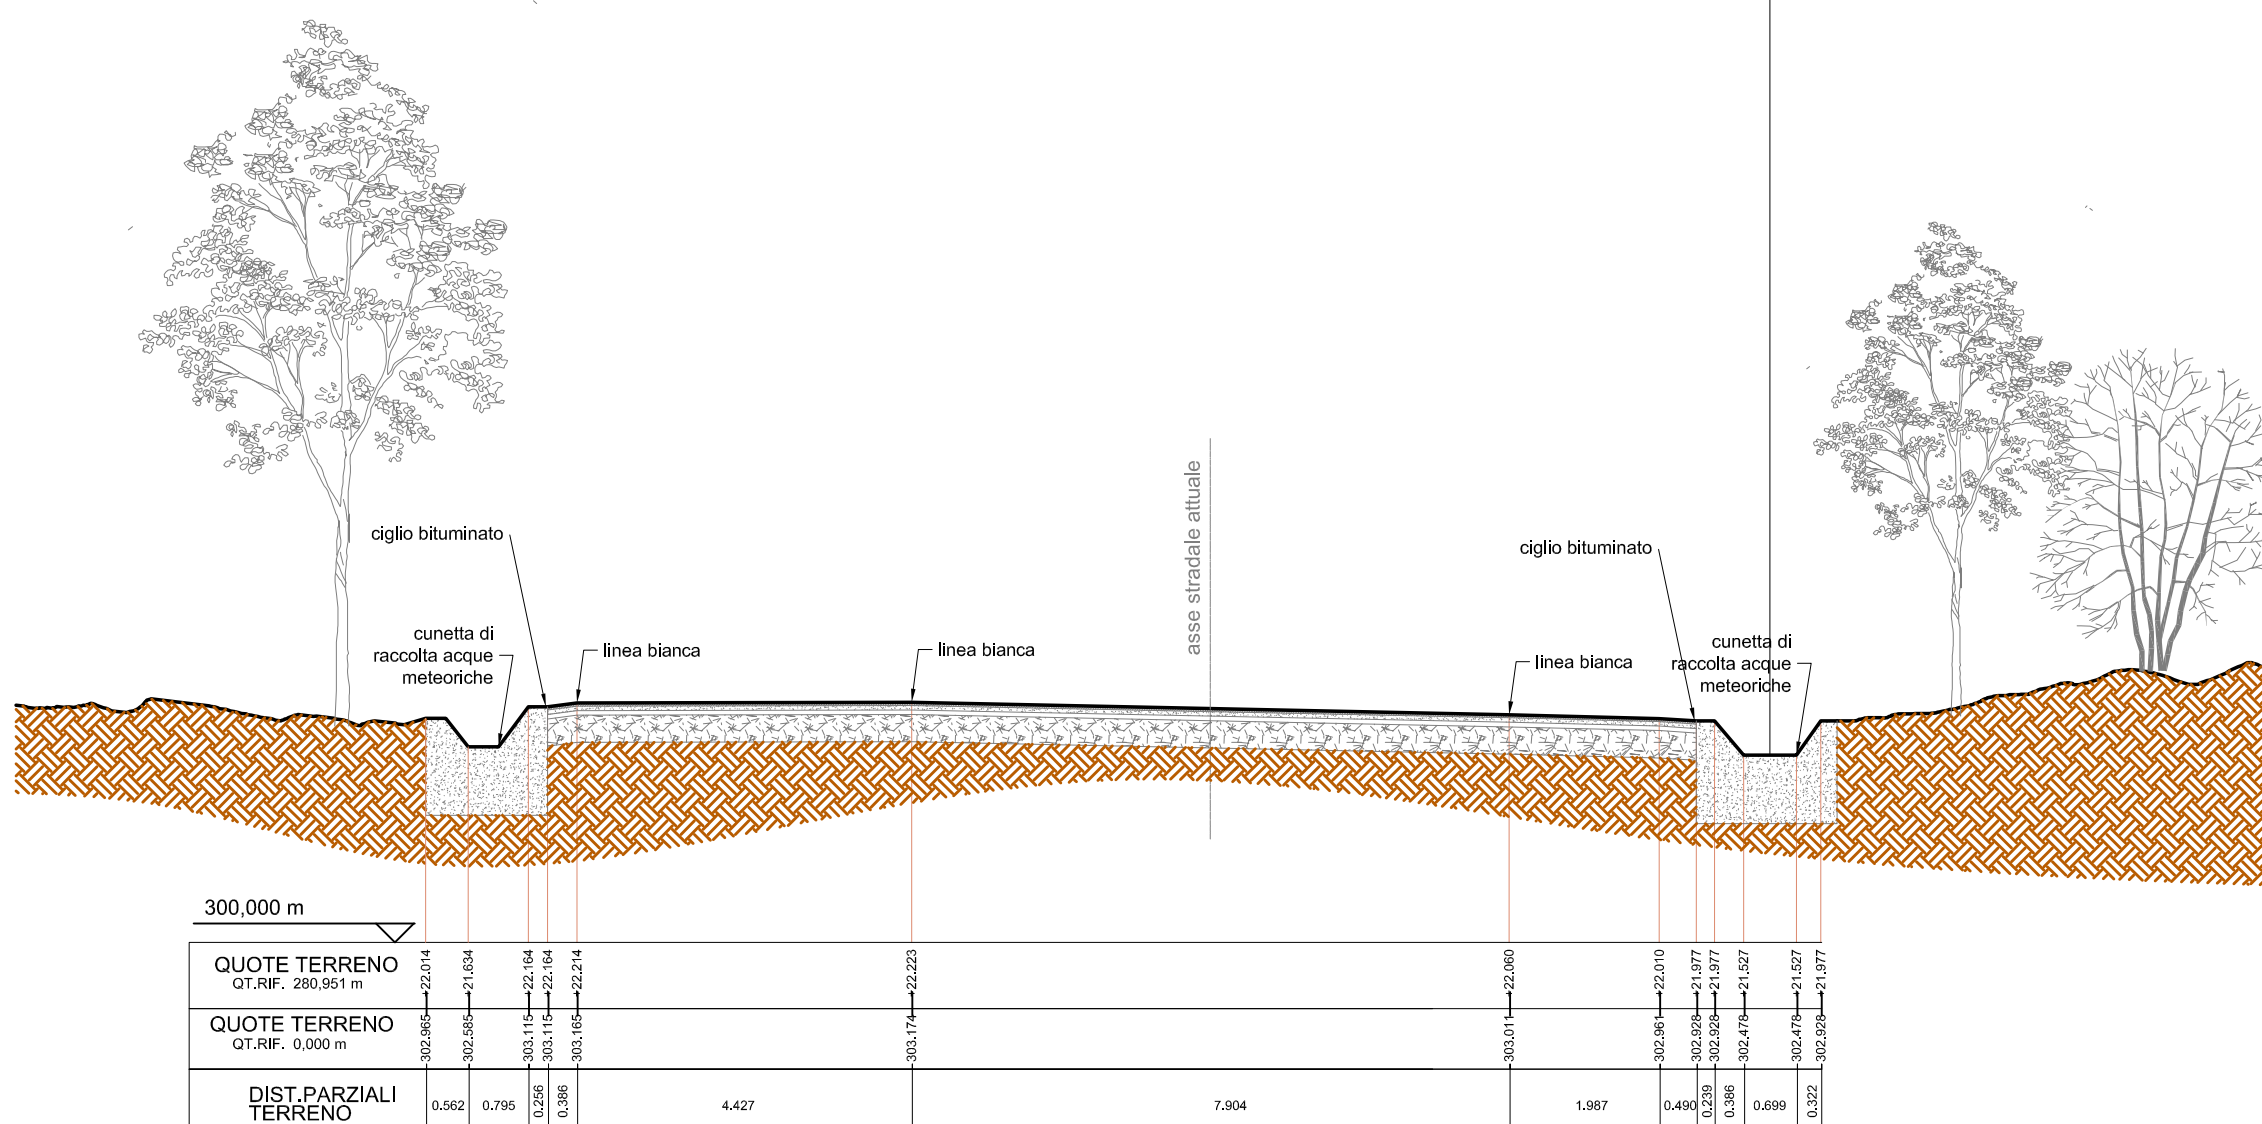 asse stradale attuale
ciglio bituminato
ciglio bituminato
cunetta di
raccolta acque
meteoriche
linea bianca
linea bianca
linea bianca
cunetta di
raccolta acque
meteoriche
300,000 m
QUOTE TERRENO
QT.RIF. 280,951 m
+22.014
+21.634
+22.164
+22.164
+22.214
+22.223
+22.060
+22.010
+21.977
+21.977
+21.527
+21.527
+21.977
QUOTE TERRENO
QT.RIF. 0,000 m
302.965
302.585
303.115
303.115
303.165
303.174
303.011
302.961
302.928
302.928
302.478
302.478
302.928
DIST.PARZIALI
TERRENO
0.562
0.795
0.256
0.386
4.427
7.904
1.987
0.490
0.239
0.386
0.699
0.322